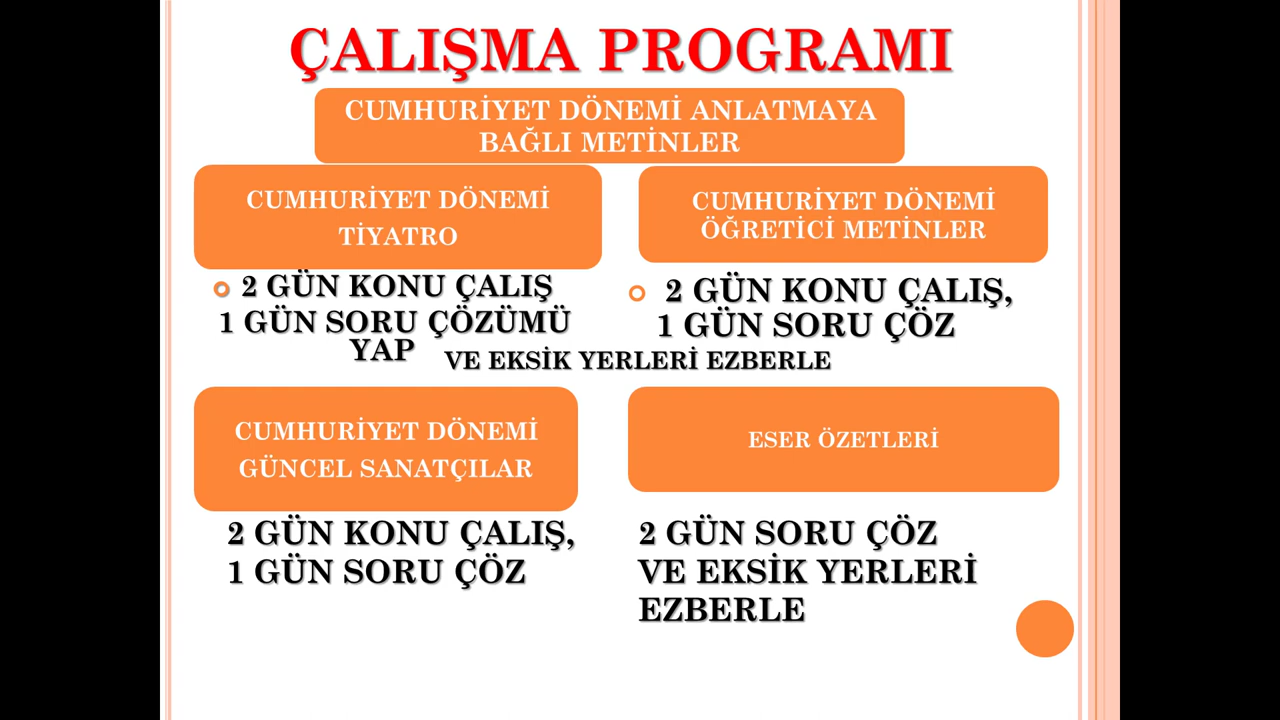 ÇALIŞMA PROGRAMI
CUMHURİYET DÖNEMİ ANLATMAYA
BAĞLI METİNLER
CUMHURİYET DÖNEMİ
TİYATRO
2 GÜN KONU ÇALIŞ
1 GÜN SORU ÇÖZÜMÜ
YAP
CUMHURİYET DÖNEMİ
ÖĞRETİCİ METİNLER
2 GÜN KONU ÇALIŞ,
1 GÜN SORU ÇÖZ
VE EKSİK YERLERİ EZBERLE
CUMHURİYET DÖNEMİ
GÜNCEL SANATÇILAR
2 GÜN KONU ÇALIŞ,
1 GÜN SORU ÇÖZ
ESER ÖZETLERİ
2 GÜN SORU ÇÖZ
VE EKSİK YERLERİ
EZBERLE